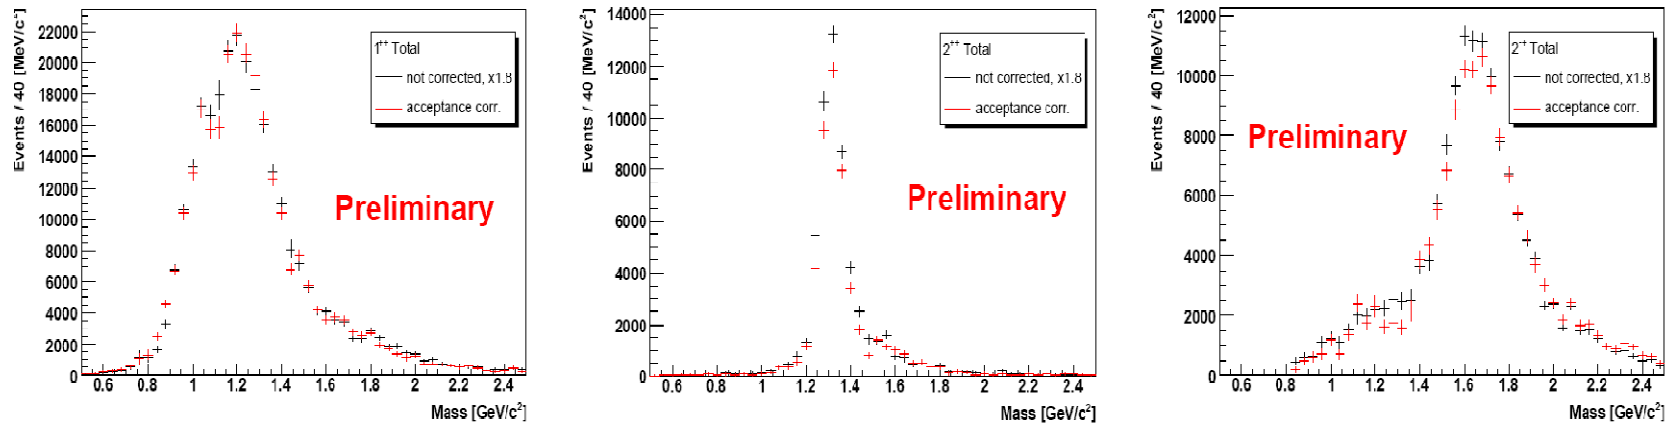 Events / 40 [MeV/c²]
22000
20000
18000
16000
14000
12000
10000
8000
6000
4000
2000
0
1⁺⁺ Total
not corrected, x1.8
acceptance corr.
Preliminary
0.6 0.8 1 1.2 1.4 1.6 1.8 2 2.2 2.4
Mass [GeV/c²]
Events / 40 [MeV/c²]
14000
12000
10000
8000
6000
4000
2000
0
2⁺⁺ Total
not corrected, x1.8
acceptance corr.
Preliminary
0.6 0.8 1 1.2 1.4 1.6 1.8 2 2.2 2.4
Mass [GeV/c²]
Events / 40 [MeV/c²]
12000
10000
8000
6000
4000
2000
0
2⁻⁺ Total
not corrected, x1.8
acceptance corr.
Preliminary
0.6 0.8 1 1.2 1.4 1.6 1.8 2 2.2 2.4
Mass [GeV/c²]